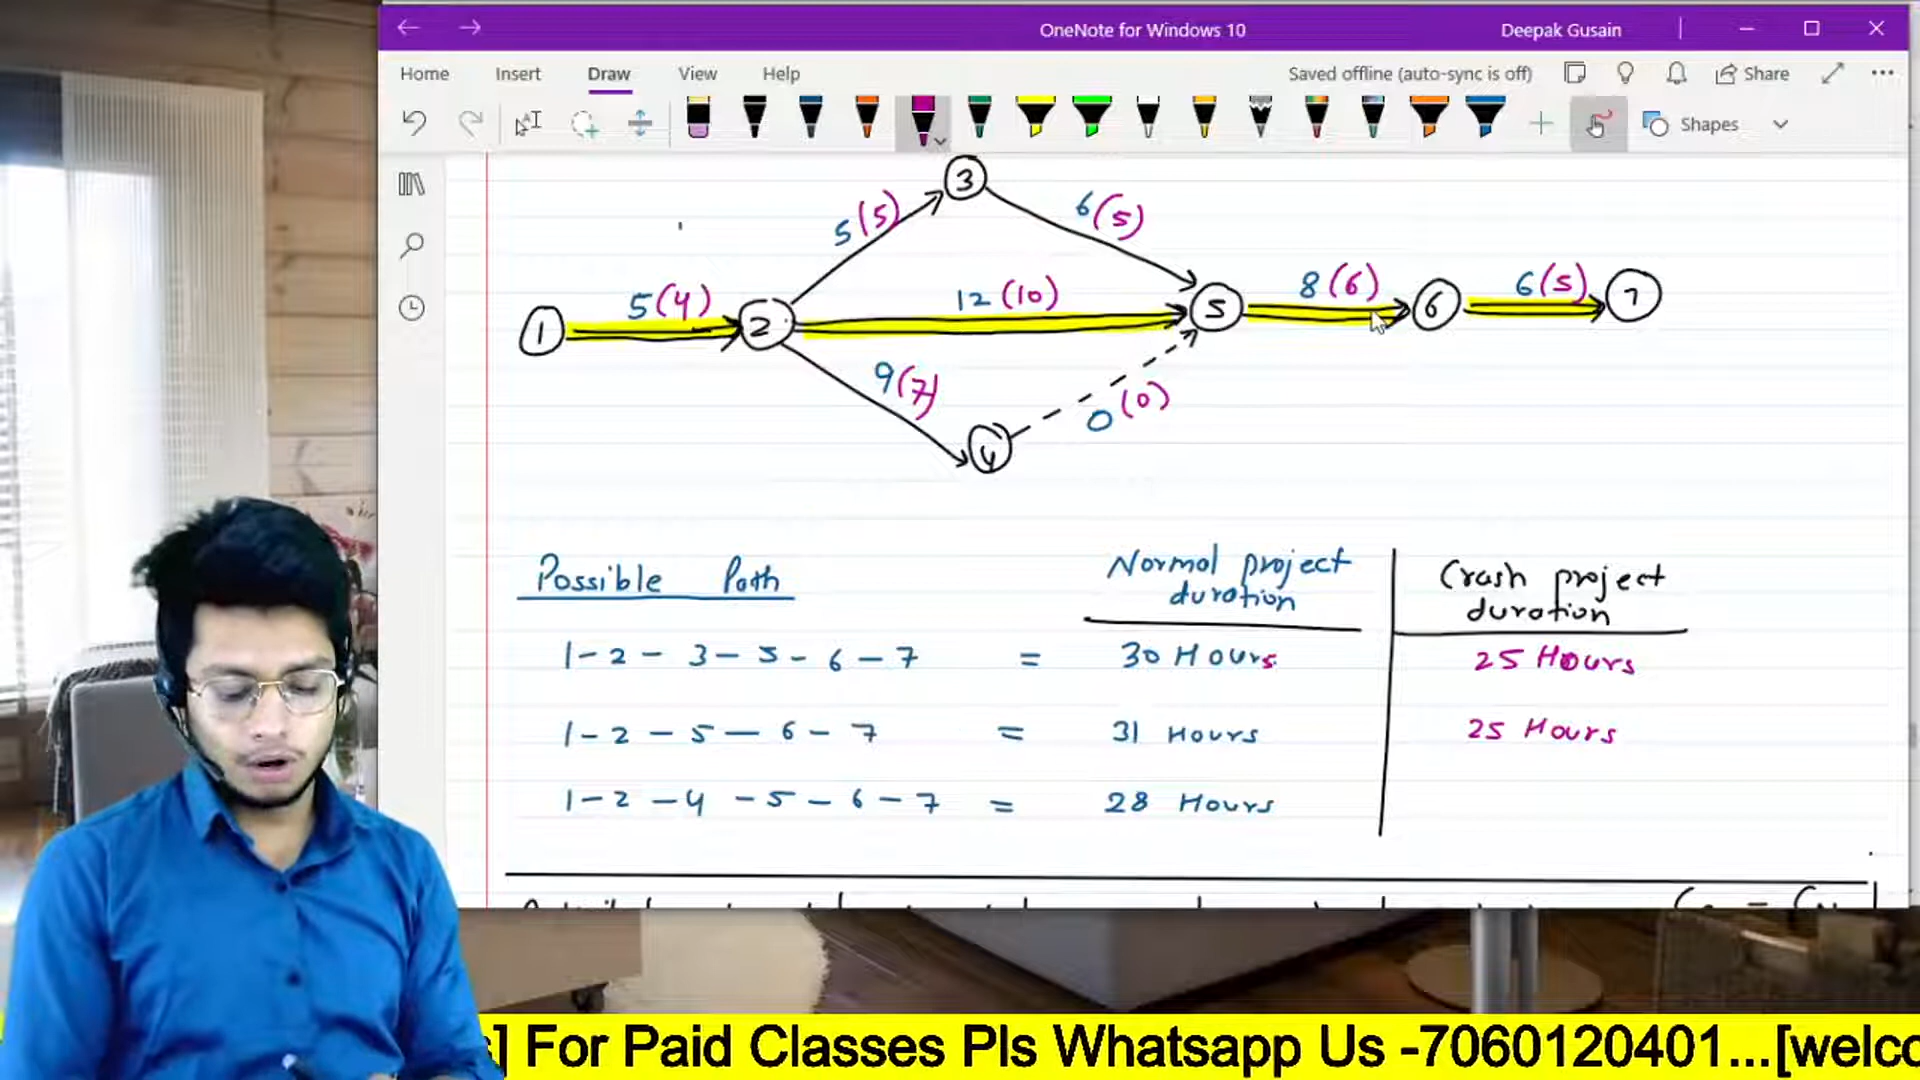 OneNote for Windows 10
Deepak Gusain
Home Insert Draw View Help
Saved offline (auto-sync is off)
Share
Shapes
3
5 (5)
6 (5)
1
5 (4)
2
12 (10)
5
8 (6)
6
6 (5)
7
9 (7)
0 (0)
4
Possible Path
Normal project
duration
Crash project
duration
1-2-3-5-6-7 = 30 Hours 25 Hours
1-2-5-6-7 = 31 Hours 25 Hours
1-2-4-5-6-7 = 28 Hours
] For Paid Classes Pls Whatsapp Us -7060120401...[welco